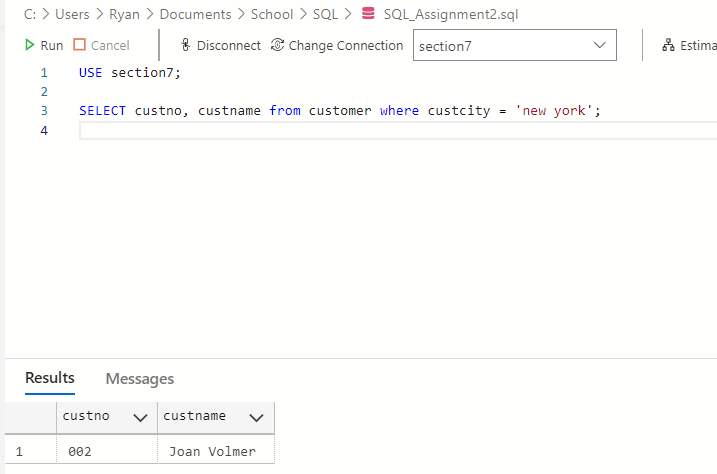 C: > Users > Ryan > Documents > School > SQL > SQL_Assignment2.sql
Run Cancel Disconnect Change Connection section7 Estima
1 USE section7;
2
3 SELECT custno, custname from customer where custcity = 'new york';
4
Results Messages
custno custname
1 002 Joan Volmer